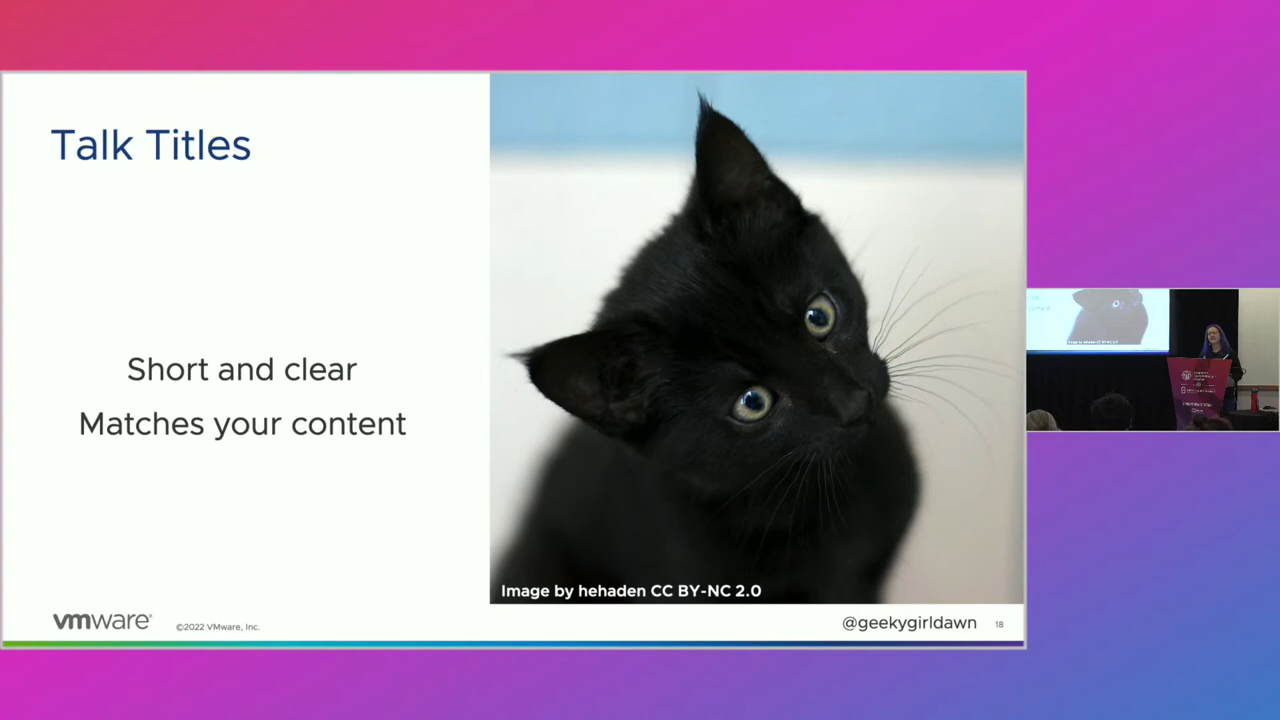 Talk Titles
Short and clear
Matches your content
Image by hehaden CC BY-NC 2.0
vmware®
©2022 VMware, Inc.
@geekygirldawn
18